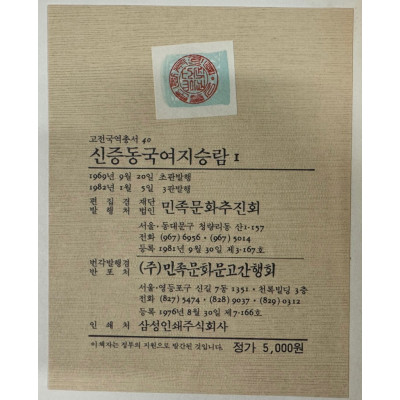 고전국역총서 40
신증동국여지승람 I
1969년 9월 20일 초판발행
1982년 1월 5일 3판발행
편집겸 재단
발행처 법인 민족문화추진회
서울·동대문구 청량리동 산1-157
전화 (967) 6956·(967) 5014
등록 1981년 9월 30일 제3-167호
번각발행겸
반포처 (주)민족문화문고간행회
서울·영등포구 신길 7동 1351·천록빌딩 3층
전화 (827) 5474·(828) 9037·(829) 0312
등록 1976년 8월 30일 제7-166호
인쇄처 삼성인쇄주식회사
이 책자는 정부의 지원으로 발간된 것입니다. 정가 5,000원